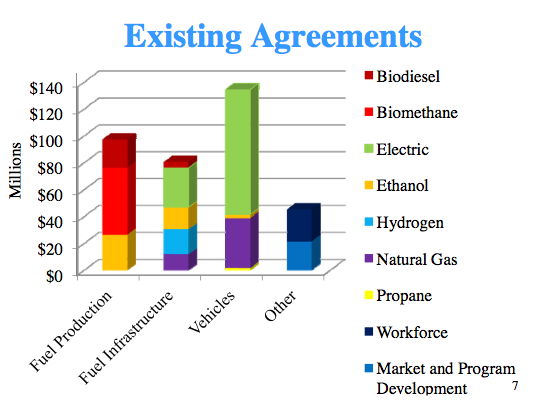 Existing Agreements
Millions
$140
$120
$100
$80
$60
$40
$20
$0
Fuel Production
Fuel Infrastructure
Vehicles
Other
Biodiesel
Biomethane
Electric
Ethanol
Hydrogen
Natural Gas
Propane
Workforce
Market and Program
Development
7